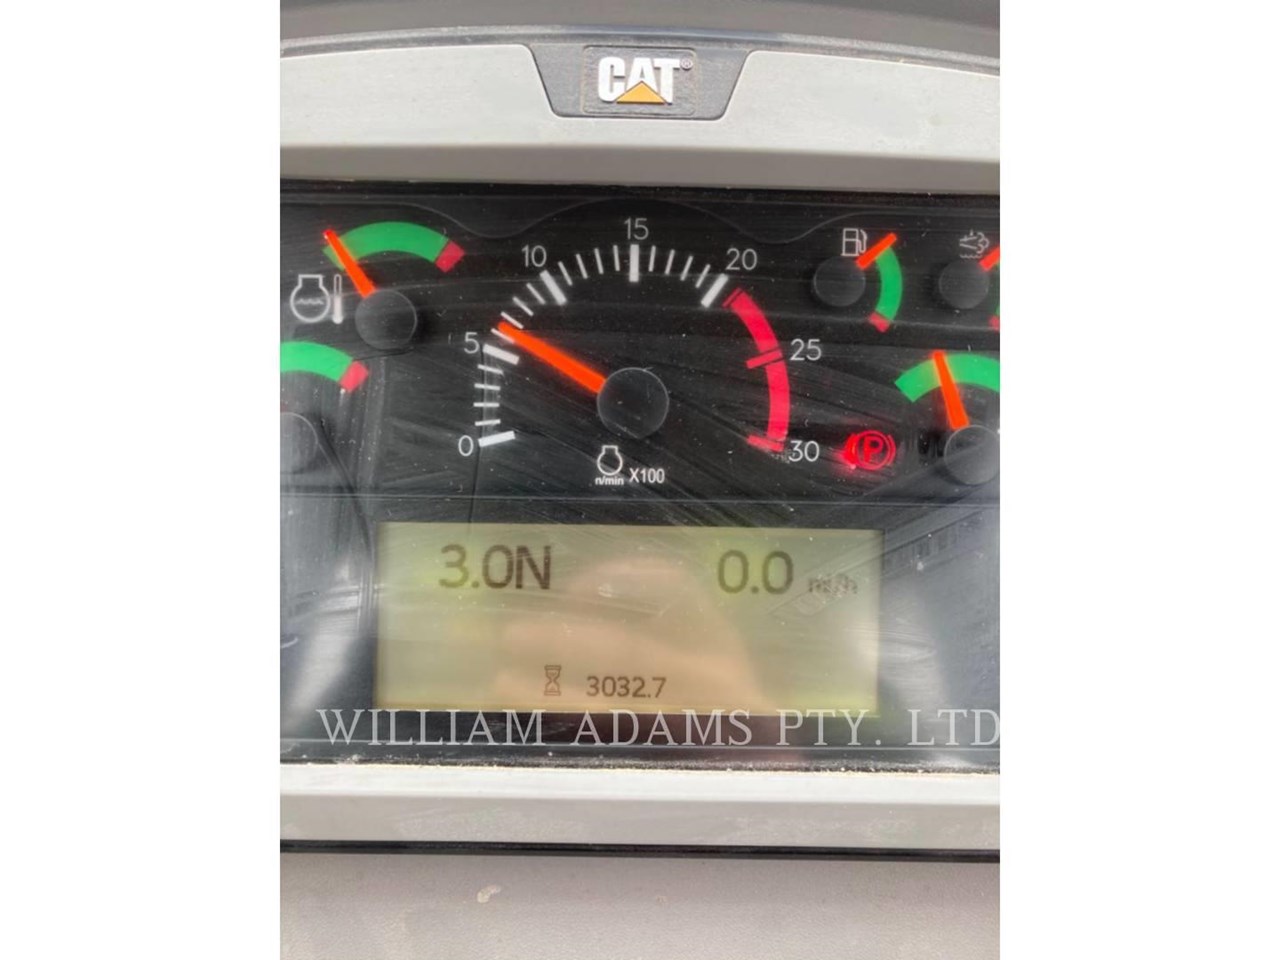 CAT®
15
10
20
5
25
0
30
n/min X100
P
3.0N 0.0
3032.7
WILLIAM ADAMS PTY. LTD